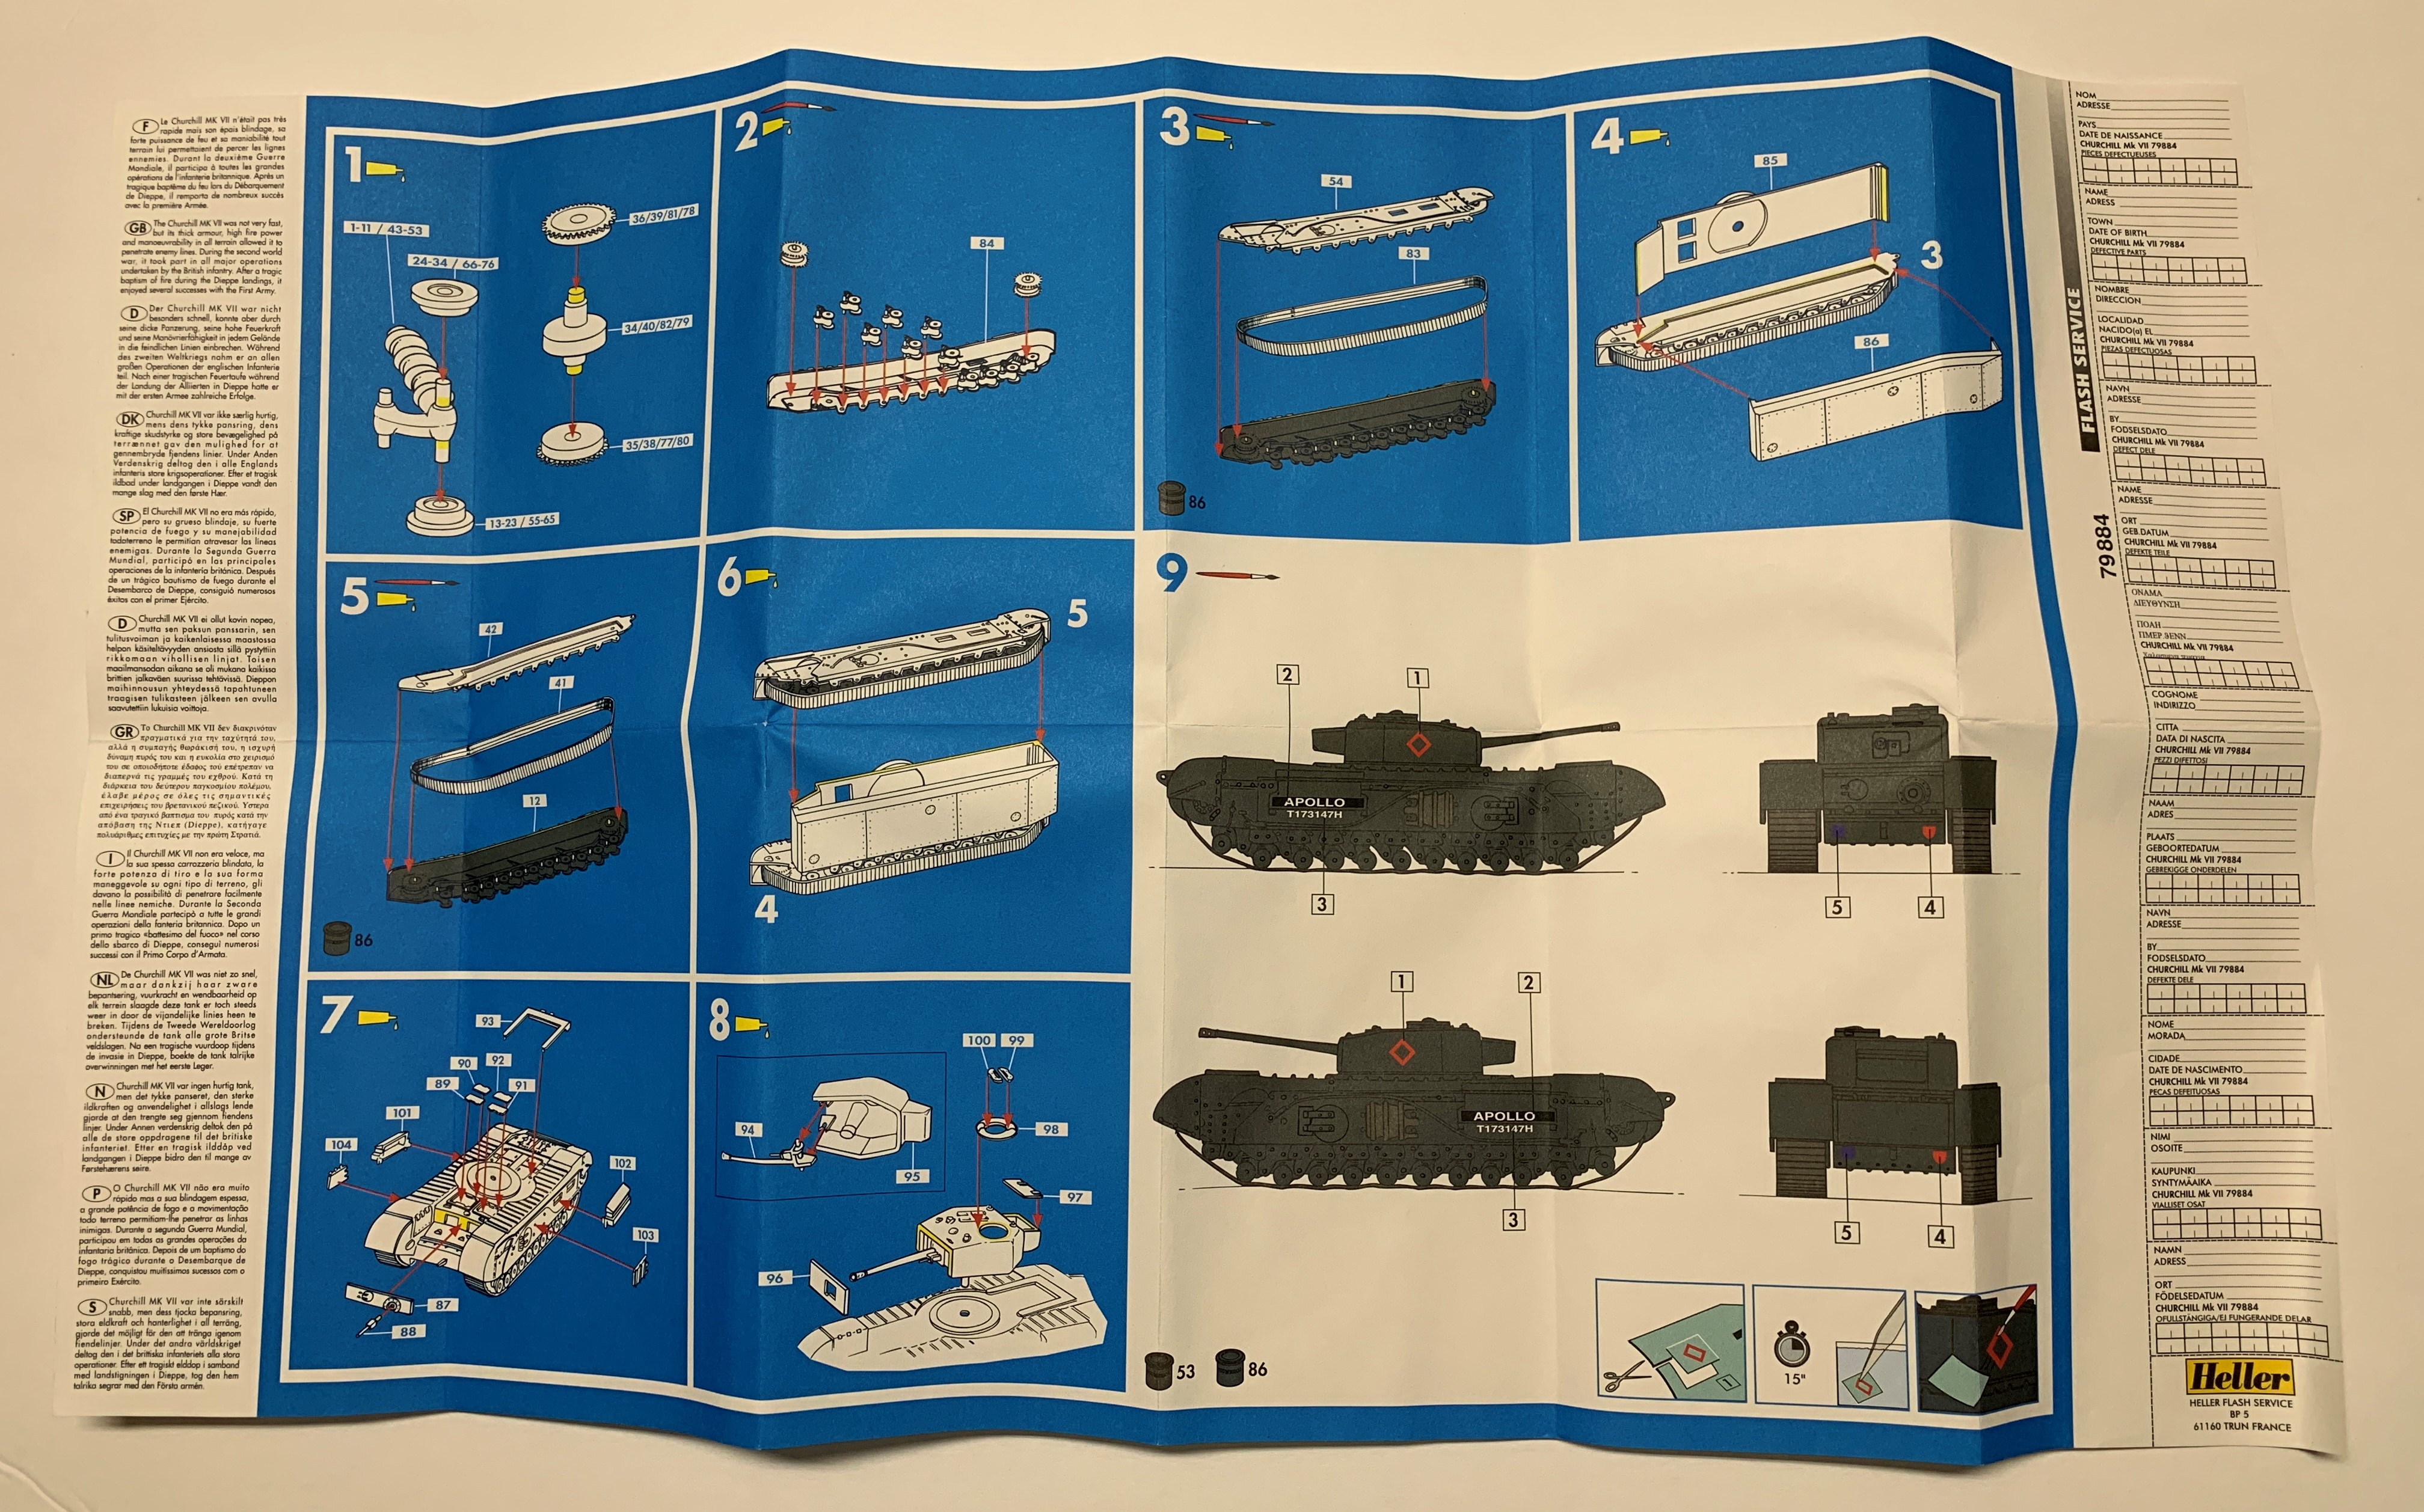 F Le Churchill MK VII n'était pas très
rapide mais son épais blindage, sa
forte puissance de feu et sa maniabilité tout
terrain lui permettaient de percer les lignes
ennemies. Durant la deuxième Guerre
Mondiale, il participa à toutes les grandes
opérations de l'infanterie britannique. Après un
tragique baptême du feu lors du Débarquement
de Dieppe, il remporta de nombreux succès
avec la première Armée.
GB The Churchill MK VII was not very fast,
but its thick armour, high fire power
and manoeuvrability in all terrain allowed it to
penetrate enemy lines. During the second world
war, it took part in all major operations
undertaken by the British infantry. After a tragic
baptism of fire during the Dieppe landings, it
enjoyed several successes with the First Army.
D Der Churchill MK VII war nicht
besonders schnell, konnte aber durch
seine dicke Panzerung, seine hohe Feuerkraft
und seine Manövrierfähigkeit in jedem Gelände
in die feindlichen Linien einbrechen. Während
des zweiten Weltkriegs nahm er an allen
großen Operationen der englischen Infanterie
teil. Nach einer tragischen Feuertaufe während
der Landung der Alliierten in Dieppe hatte er
mit der ersten Armee zahlreiche Erfolge.
DK Churchill MK VII var ikke særlig hurtig,
mens dens tykke pansring, dens
kraftige skudstyrke og store bevægelighed på
terrænnet gav den mulighed for at
gennembryde fjendens linier. Under Anden
Verdenskrig deltog den i alle Englands
infanteris store krigsoperationer. Efter et tragisk
ildbad under landgangen i Dieppe vandt den
mange slag med den første Hær.
SP El Churchill MK VII no era más rápido,
pero su grueso blindaje, su fuerte
potencia de fuego y su manejabilidad
todoterreno le permitían atravesar las líneas
enemigas. Durante la Segunda Guerra
Mundial, participó en las principales
operaciones de la infantería británica. Después
de un trágico bautismo de fuego durante el
Desembarco de Dieppe, consiguió numerosos
éxitos con el primer Ejército.
D Churchill MK VII ei ollut kovin nopea,
mutta sen paksun panssarin, sen
tulitusvoiman ja kaikenlaisessa maastossa
helpon käsiteltävyyden ansiosta sillä pystyttiin
rikkomaan vihollisen linjat. Toisen
maailmansodan aikana se oli mukana kaikissa
brittien jalkaväen suurissa tehtävissä. Dieppen
maihinnousun yhteydessä tapahtuneen
traagisen tulikasteen jälkeen sen avulla
saavutettiin lukuisia voittoja.
GR Το Churchill MK VII δεν διακρινόταν
πραγματικά για την ταχύτητά του,
αλλά η συμπαγής θωράκισή του, η ισχυρή
δύναμη πυρός του και η ευκολία στο χειρισμό
του σε οποιοδήποτε έδαφος τού επέτρεπαν να
διαπερνά τις γραμμές του εχθρού. Κατά τη
διάρκεια του δεύτερου παγκοσμίου πολέμου,
έλαβε μέρος σε όλες τις σημαντικές
επιχειρήσεις του βρετανικού πεζικού. Ύστερα
από ένα τραγικό βάπτισμα του πυρός κατά την
απόβαση της Ντιεπ (Dieppe), κατήγαγε
πολυάριθμες επιτυχίες με την πρώτη Στρατιά.
I Il Churchill MK VII non era veloce, ma
la sua spessa carrozzeria blindata, la
forte potenza di tiro e la sua forma
maneggevole su ogni tipo di terreno, gli
davano la possibilità di penetrare facilmente
nelle linee nemiche. Durante la Seconda
Guerra Mondiale partecipò a tutte le grandi
operazioni della fanteria britannica. Dopo un
primo tragico «battesimo del fuoco» nel corso
dello sbarco di Dieppe, conseguì numerosi
successi con il Primo Corpo d'Armata.
NL De Churchill MK VII was niet zo snel,
maar dankzij haar zware
bepantsering, vuurkracht en wendbaarheid op
elk terrein slaagde deze tank er toch steeds
weer in door de vijandelijke linies heen te
breken. Tijdens de Tweede Wereldoorlog
ondersteunde de tank alle grote Britse
veldslagen. Na een tragische vuurdoop tijdens
de invasie in Dieppe, boekte de tank talrijke
overwinningen met het eerste Leger.
N Churchill MK VII var ingen hurtig tank,
men det tykke panseret, den sterke
ildkraften og anvendelighet i allslags lende
gjorde at den trengte seg gjennom fiendens
linjer. Under Annen verdenskrig deltok den på
alle de store oppdragene til det britiske
infanteriet. Etter en tragisk ilddåp ved
landgangen i Dieppe bidro den til mange av
Førstehærens seire.
P O Churchill MK VII não era muito
rápido mas a sua blindagem espessa,
a grande potência de fogo e a movimentação
todo terreno permitiam-lhe penetrar as linhas
inimigas. Durante a segunda Guerra Mundial,
participou em todas as grandes operações da
infantaria britânica. Depois de um baptismo do
fogo trágico durante o Desembarque de
Dieppe, conquistou muitíssimos sucessos com o
primeiro Exército.
S Churchill MK VII var inte särskilt
snabb, men dess tjocka bepansring,
stora eldkraft och hanterlighet i all terräng,
gjorde det möjligt för den att tränga igenom
fiendelinjer. Under det andra världskriget
deltog den i det brittiska infanteriets alla stora
operationer. Efter ett tragiskt elddop i samband
med landstigningen i Dieppe, tog den hem
talrika segrar med den Första armén.
1
1-11 / 43-53
24-34 / 66-76
13-23 / 55-65
36/39/81/78
34/40/82/79
35/38/77/80
2
84
3
54
83
86
4
85
3
86
5
42
41
12
86
6
5
4
7
93
90
92
89
91
101
104
102
103
87
88
8
100
99
98
94
95
97
96
9
2
1
APOLLO
T173147H
3
5
4
1
2
APOLLO
T173147H
3
5
4
53
86
1
15"
FLASH SERVICE
79884
NOM
ADRESSE
PAYS
DATE DE NAISSANCE
CHURCHILL Mk VII 79884
PIECES DEFECTUEUSES
NAME
ADRESS
TOWN
DATE OF BIRTH
CHURCHILL Mk VII 79884
DEFECTIVE PARTS
NOMBRE
DIRECCION
LOCALIDAD
NACIDO(a) EL
CHURCHILL Mk VII 79884
PIEZAS DEFECTUOSAS
NAVN
ADRESSE
BY
FODSELSDATO
CHURCHILL Mk VII 79884
DEFECT DELE
NAME
ADRESSE
ORT
GEB.DATUM
CHURCHILL Mk VII 79884
DEFEKTE TEILE
ONAMA
ΔΙΕΥΘΥΝΣΗ
ΠΟΛΗ
CHURCHILL Mk VII 79884
COGNOME
INDIRIZZO
CITTA
DATA DI NASCITA
CHURCHILL Mk VII 79884
PEZZI DIFETTOSI
NAAM
ADRES
PLAATS
GEBOORTEDATUM
CHURCHILL Mk VII 79884
GEBREKIGGE ONDERDELEN
NAVN
ADRESSE
BY
FODSELSDATO
CHURCHILL Mk VII 79884
DEFEKTE DELE
NOME
MORADA
CIDADE
DATE DE NASCIMENTO
CHURCHILL Mk VII 79884
PECAS DEFEITUOSAS
NIMI
OSOITE
KAUPUNKI
SYNTYMÄAIKA
CHURCHILL Mk VII 79884
VIALLISET OSAT
NAMN
ADRESS
ORT
FÖDELSEDATUM
CHURCHILL Mk VII 79884
OFULLSTÄNGIGA/EJ FUNGERANDE DELAR
Heller
HELLER FLASH SERVICE
BP 5
61160 TRUN FRANCE